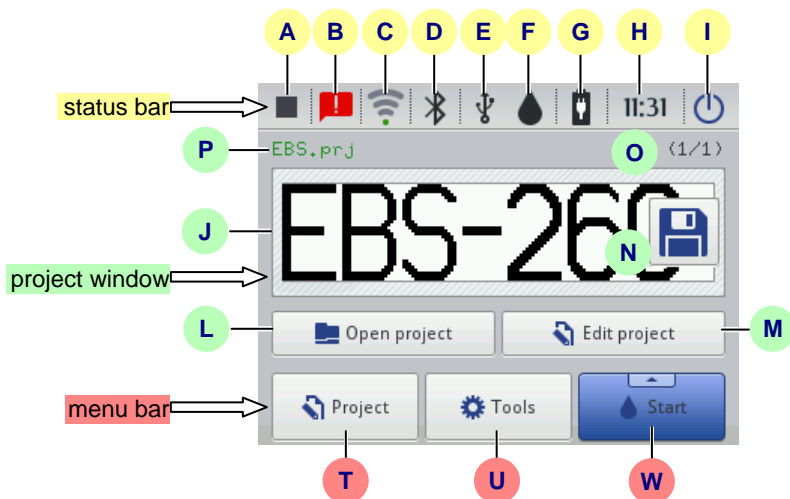 A B C D E F G H I
status bar 11:31
P EBS.prj O (1/1)
J EBS-260 N
project window
L Open project Edit project M
menu bar Project Tools Start
T U W